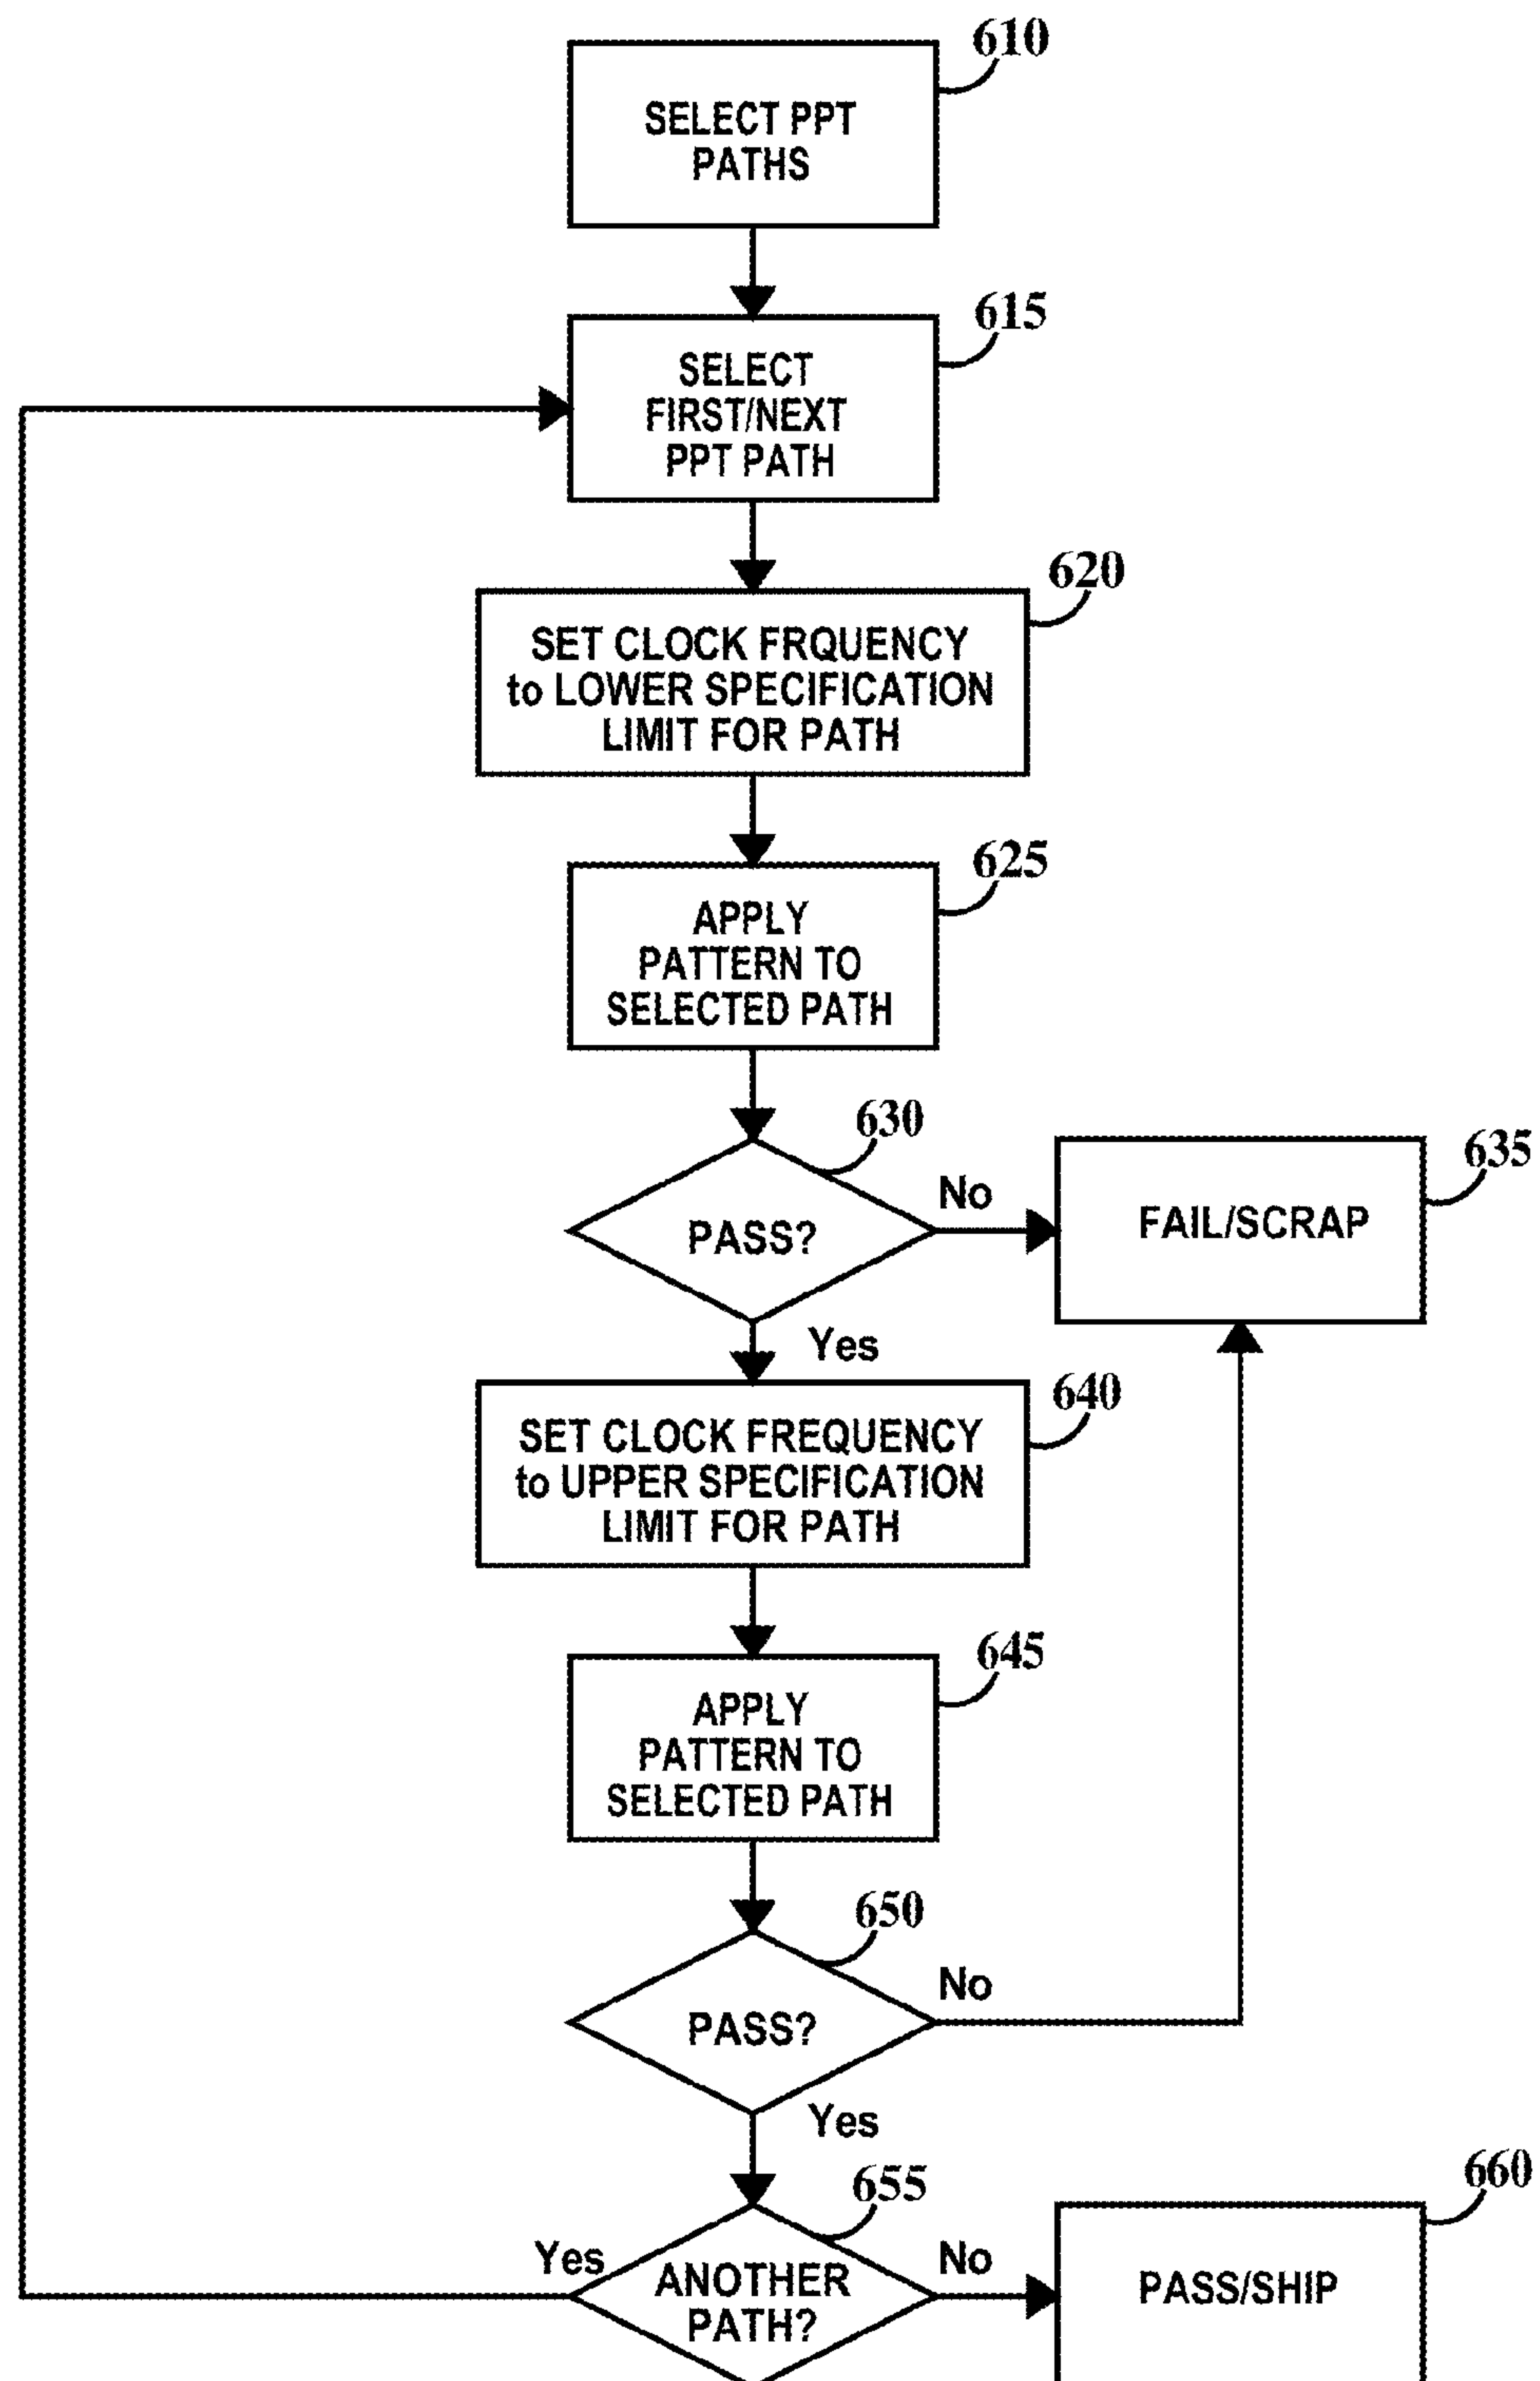 610
SELECT PPT
PATHS
615
SELECT
FIRST/NEXT
PPT PATH
620
SET CLOCK FRQUENCY
to LOWER SPECIFICATION
LIMIT FOR PATH
625
APPLY
PATTERN TO
SELECTED PATH
630
PASS?
No
635
FAIL/SCRAP
Yes
640
SET CLOCK FREQUENCY
to UPPER SPECIFICATION
LIMIT FOR PATH
645
APPLY
PATTERN TO
SELECTED PATH
650
PASS?
No
Yes
655
Yes
ANOTHER
PATH?
No
660
PASS/SHIP